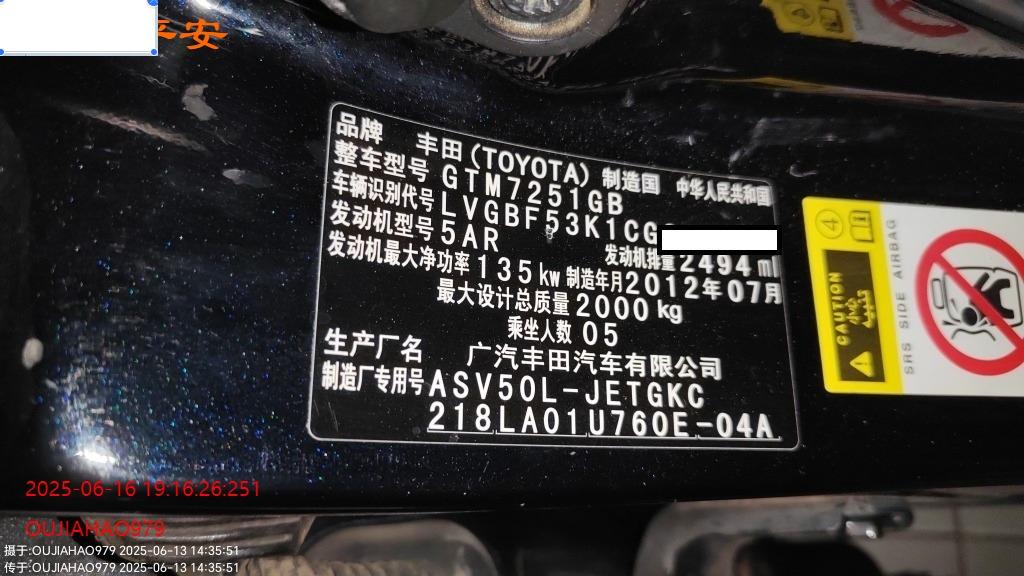 平安
品牌 丰田(TOYOTA) 制造国 中华人民共和国
整车型号 GTM7251GB
车辆识别代号 LVGBF53K1CG
发动机型号 5AR 发动机排量 2494 ml
发动机最大净功率 135 kw 制造年月 2012年07月
最大设计总质量 2000 kg
乘坐人数 05
生产厂名 广汽丰田汽车有限公司
制造厂专用号 ASV50L-JETGKC
218LA01U760E-04A
④
CAUTION
SRS SIDE AIRBAG
2025-06-16 19:16:26:251
OUJIAHAO979
摄于:OUJIAHAO979 2025-06-13 14:35:51
传于:OUJIAHAO979 2025-06-13 14:35:51